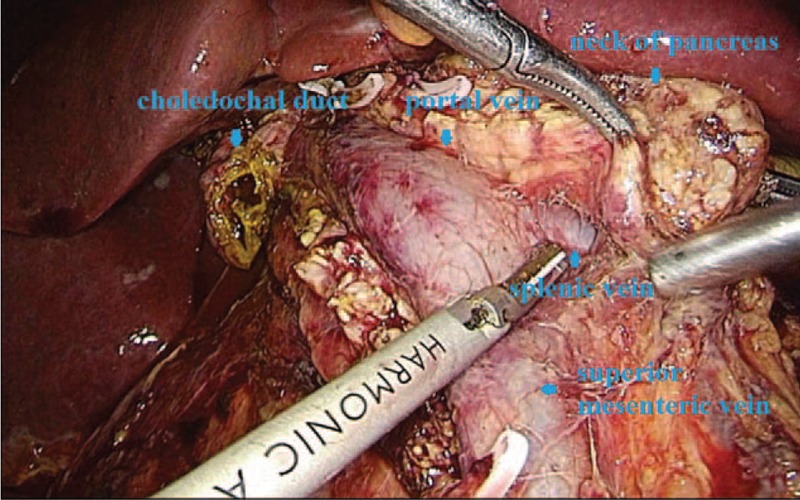 neck of pancreas
choledochal duct
portal vein
splenic vein
superior
mesenteric vein
HARMONIC A